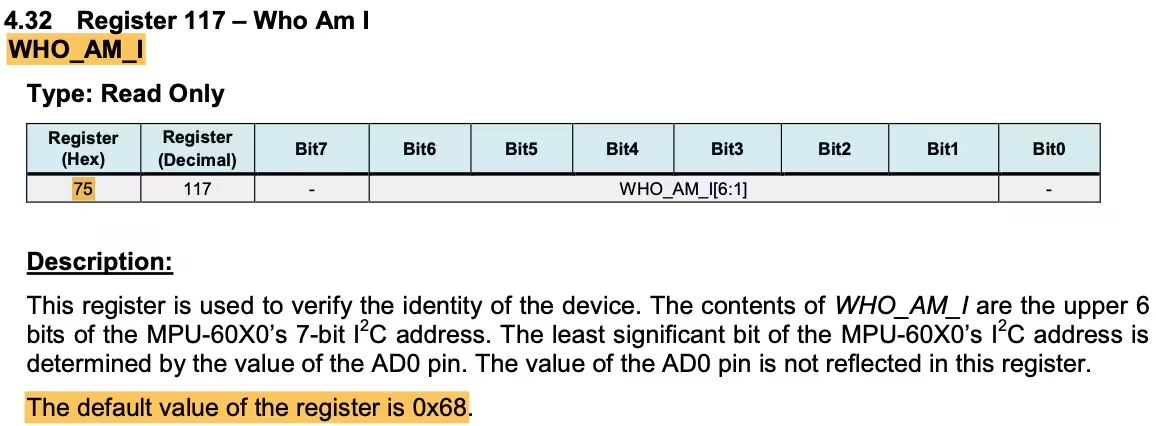 4.32 Register 117 – Who Am I
WHO_AM_I
Type: Read Only
Register (Hex) Register (Decimal) Bit7 Bit6 Bit5 Bit4 Bit3 Bit2 Bit1 Bit0
75 117 - WHO_AM_I[6:1] -
Description:
This register is used to verify the identity of the device. The contents of WHO_AM_I are the upper 6
bits of the MPU-60X0’s 7-bit I²C address. The least significant bit of the MPU-60X0’s I²C address is
determined by the value of the AD0 pin. The value of the AD0 pin is not reflected in this register.
The default value of the register is 0x68.